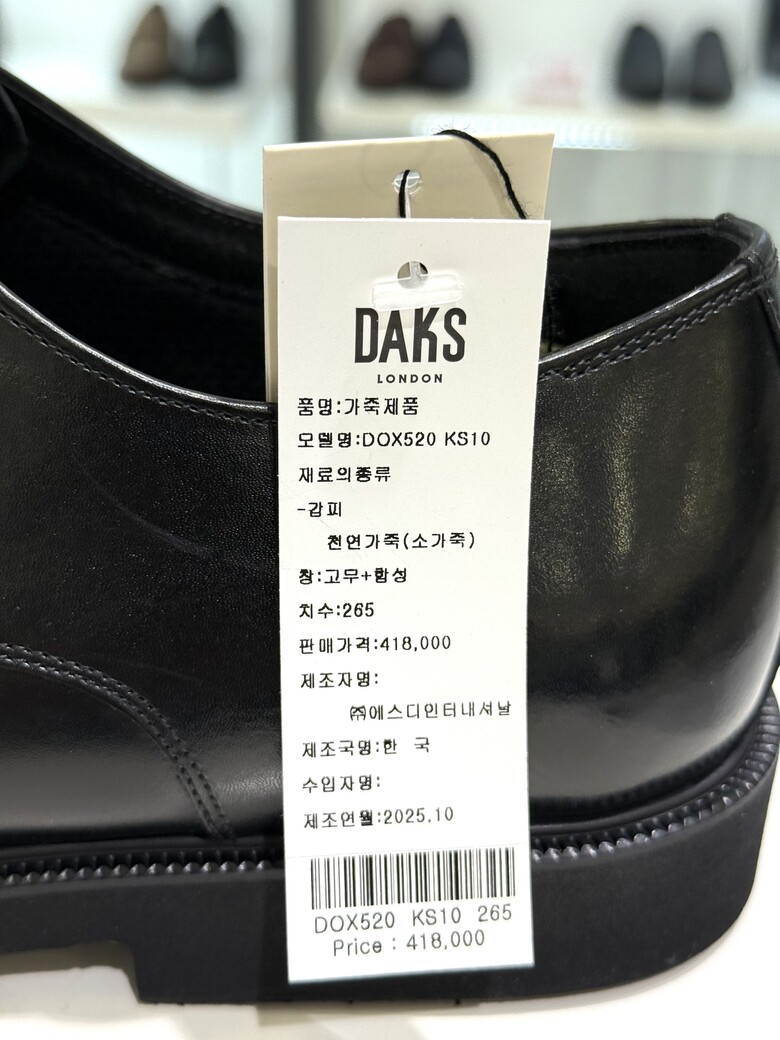 DAKS
LONDON
품명:가죽제품
모델명:DOX520 KS10
재료의종류
-갑피
천연가죽(소가죽)
창:고무+합성
치수:265
판매가격:418,000
제조자명:
㈜에스디인터내셔날
제조국명:한 국
수입자명:
제조연월:2025.10
DOX520 KS10 265
Price : 418,000